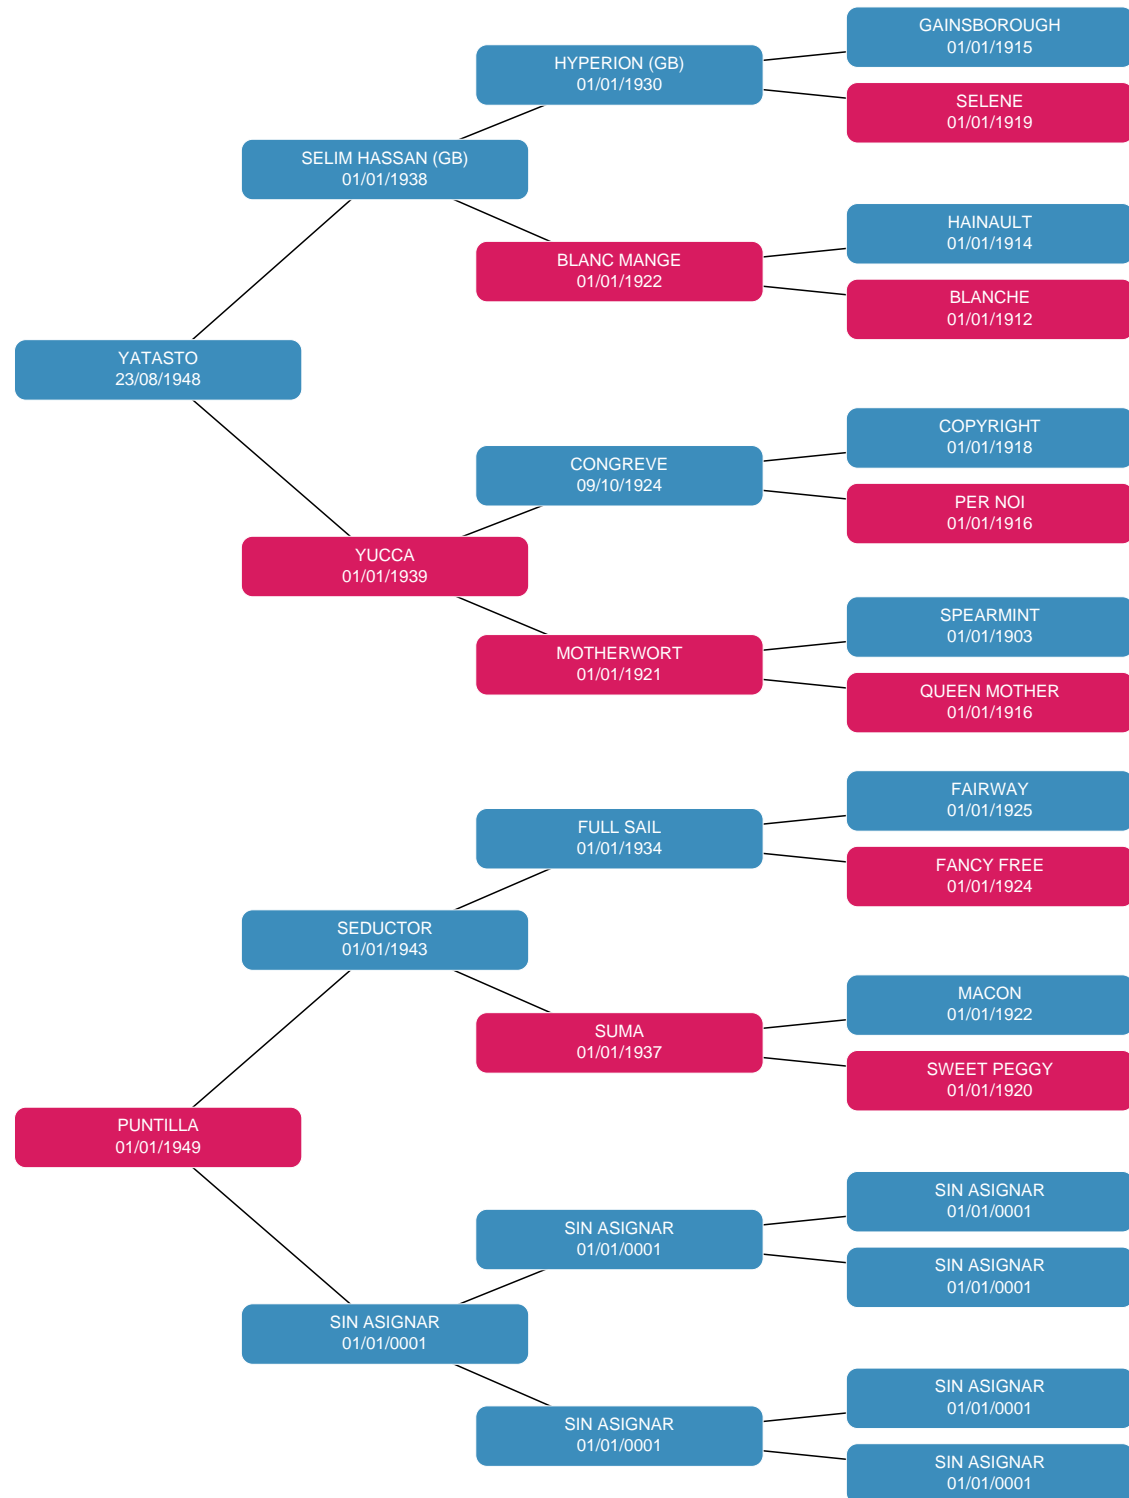 GAINSBOROUGH
01/01/1915
HYPERION (GB)
01/01/1930
SELENE
01/01/1919
SELIM HASSAN (GB)
01/01/1938
HAINAULT
01/01/1914
BLANC MANGE
01/01/1922
BLANCHE
01/01/1912
YATASTO
23/08/1948
COPYRIGHT
01/01/1918
CONGREVE
09/10/1924
PER NOI
01/01/1916
YUCCA
01/01/1939
SPEARMINT
01/01/1903
MOTHERWORT
01/01/1921
QUEEN MOTHER
01/01/1916
FAIRWAY
01/01/1925
FULL SAIL
01/01/1934
FANCY FREE
01/01/1924
SEDUCTOR
01/01/1943
MACON
01/01/1922
SUMA
01/01/1937
SWEET PEGGY
01/01/1920
PUNTILLA
01/01/1949
SIN ASIGNAR
01/01/0001
SIN ASIGNAR
01/01/0001
SIN ASIGNAR
01/01/0001
SIN ASIGNAR
01/01/0001
SIN ASIGNAR
01/01/0001
SIN ASIGNAR
01/01/0001
SIN ASIGNAR
01/01/0001